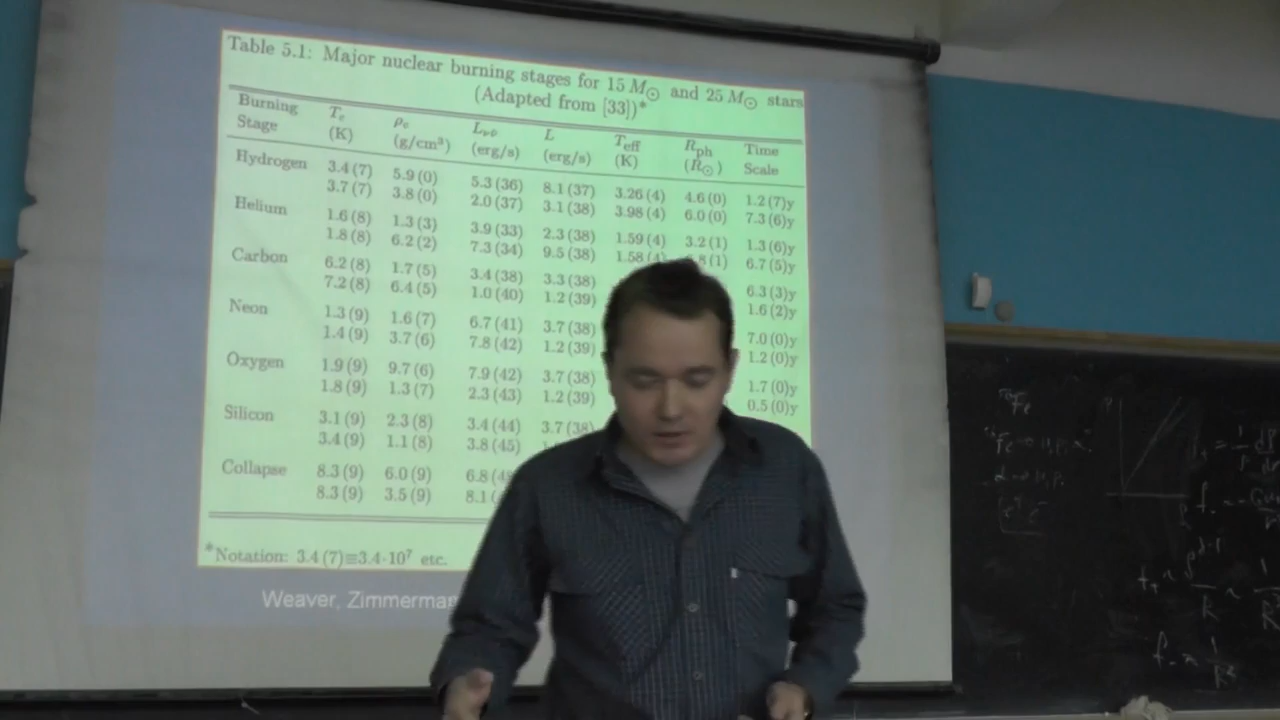 Table 5.1: Major nuclear burning stages for 15 M⊙ and 25 M⊙ stars
(Adapted from [33])*
Burning Stage T_c (K) ρ_c (g/cm³) L_νν̄ (erg/s) L (erg/s) T_eff (K) R_ph (R⊙) Time Scale
Hydrogen 3.4 (7) 5.9 (0) 5.3 (36) 8.1 (37) 3.26 (4) 4.6 (0) 1.2 (7)y
3.7 (7) 3.8 (0) 2.0 (37) 3.1 (38) 3.98 (4) 6.0 (0) 7.3 (6)y
Helium 1.6 (8) 1.3 (3) 3.9 (33) 2.3 (38) 1.59 (4) 3.2 (1) 1.3 (6)y
1.8 (8) 6.2 (2) 7.3 (34) 9.5 (38) 1.58 (4) 8 (1) 6.7 (5)y
Carbon 6.2 (8) 1.7 (5) 3.4 (38) 3.3 (38) 6.3 (3)y
7.2 (8) 6.4 (5) 1.0 (40) 1.2 (39) 1.6 (2)y
Neon 1.3 (9) 1.6 (7) 6.7 (41) 3.7 (38) 7.0 (0)y
1.4 (9) 3.7 (6) 7.8 (42) 1.2 (39) 1.2 (0)y
Oxygen 1.9 (9) 9.7 (6) 7.9 (42) 3.7 (38) 1.7 (0)y
1.8 (9) 1.3 (7) 2.3 (43) 1.2 (39) 0.5 (0)y
Silicon 3.1 (9) 2.3 (8) 3.4 (44) 3.7 (38)
3.4 (9) 1.1 (8) 3.8 (45)
Collapse 8.3 (9) 6.0 (9) 6.8
8.3 (9) 3.5 (9) 8.1
*Notation: 3.4 (7)≡3.4·10⁷ etc.
Weaver, Zimmerman